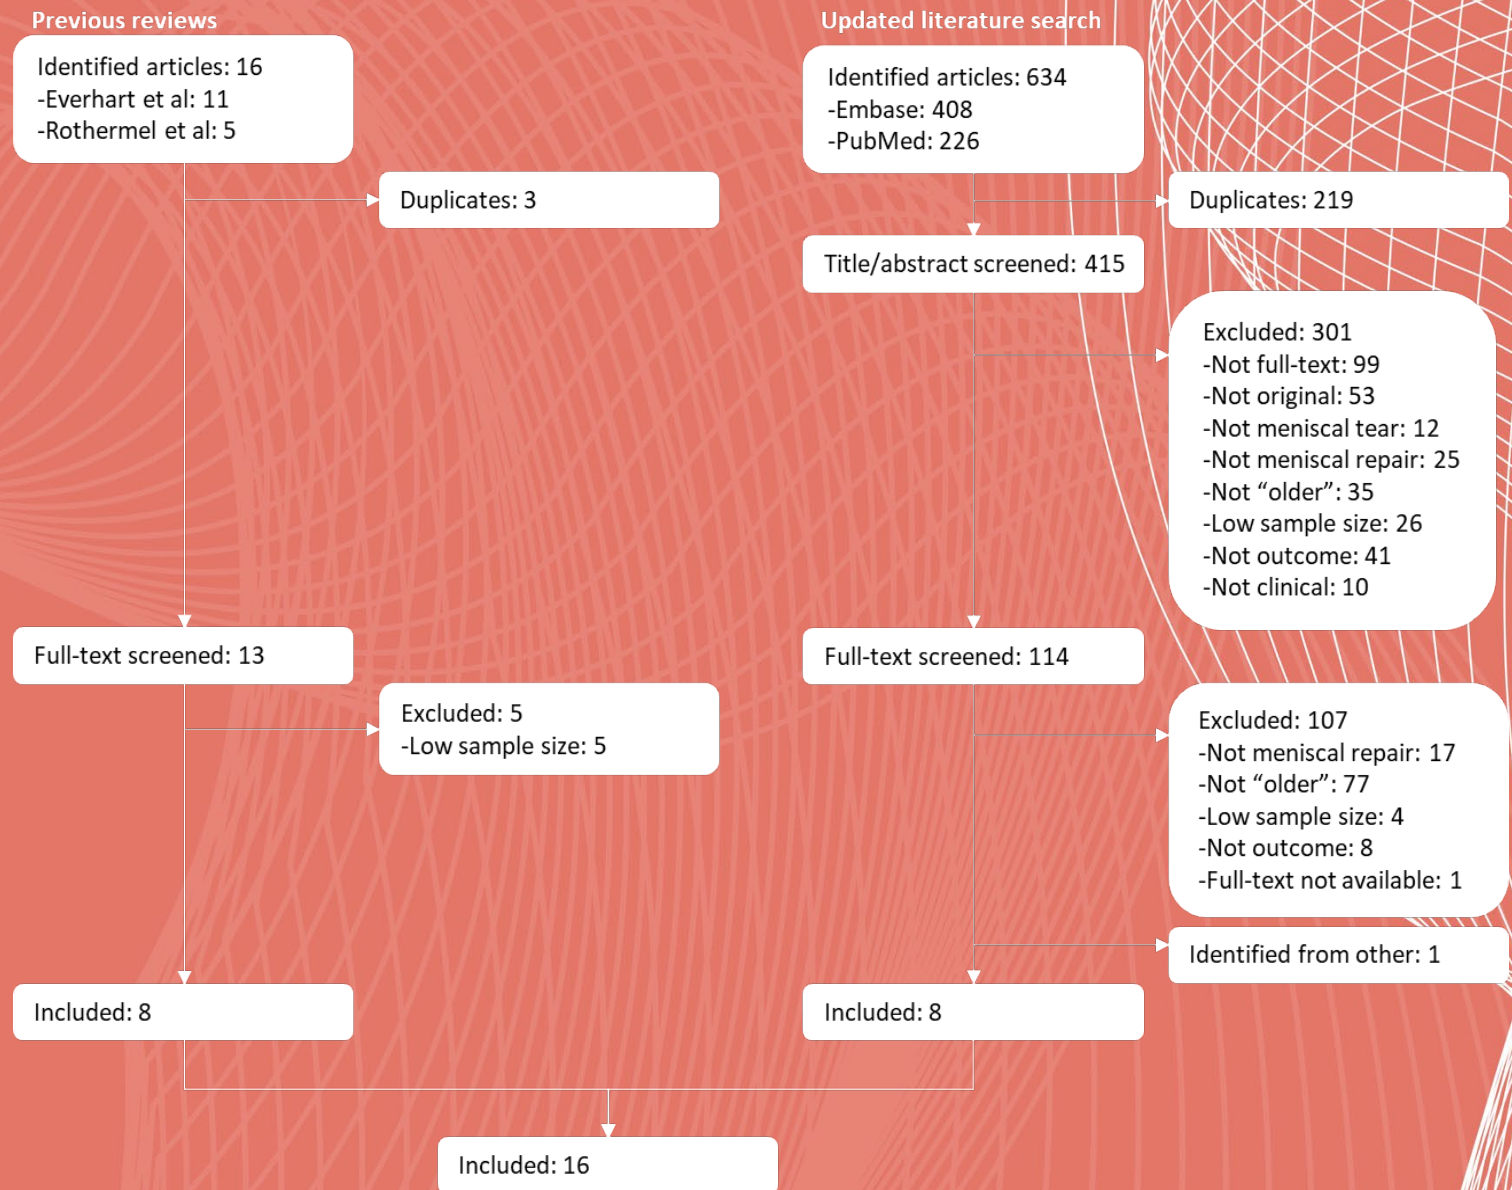 Previous reviews
Identified articles: 16
-Everhart et al: 11
-Rothermel et al: 5
Duplicates: 3
Full-text screened: 13
Excluded: 5
-Low sample size: 5
Included: 8
Updated literature search
Identified articles: 634
-Embase: 408
-PubMed: 226
Duplicates: 219
Title/abstract screened: 415
Excluded: 301
-Not full-text: 99
-Not original: 53
-Not meniscal tear: 12
-Not meniscal repair: 25
-Not “older”: 35
-Low sample size: 26
-Not outcome: 41
-Not clinical: 10
Full-text screened: 114
Excluded: 107
-Not meniscal repair: 17
-Not “older”: 77
-Low sample size: 4
-Not outcome: 8
-Full-text not available: 1
Identified from other: 1
Included: 8
Included: 16